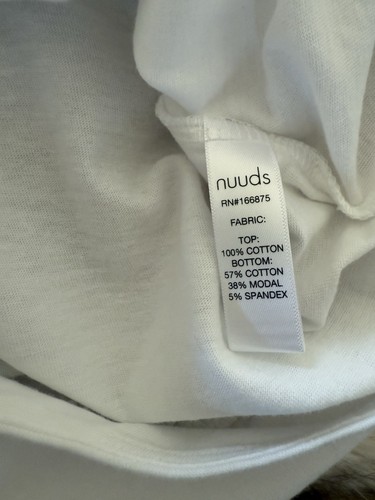 nuuds
RN#166875
FABRIC:
TOP:
100% COTTON
BOTTOM:
57% COTTON
38% MODAL
5% SPANDEX